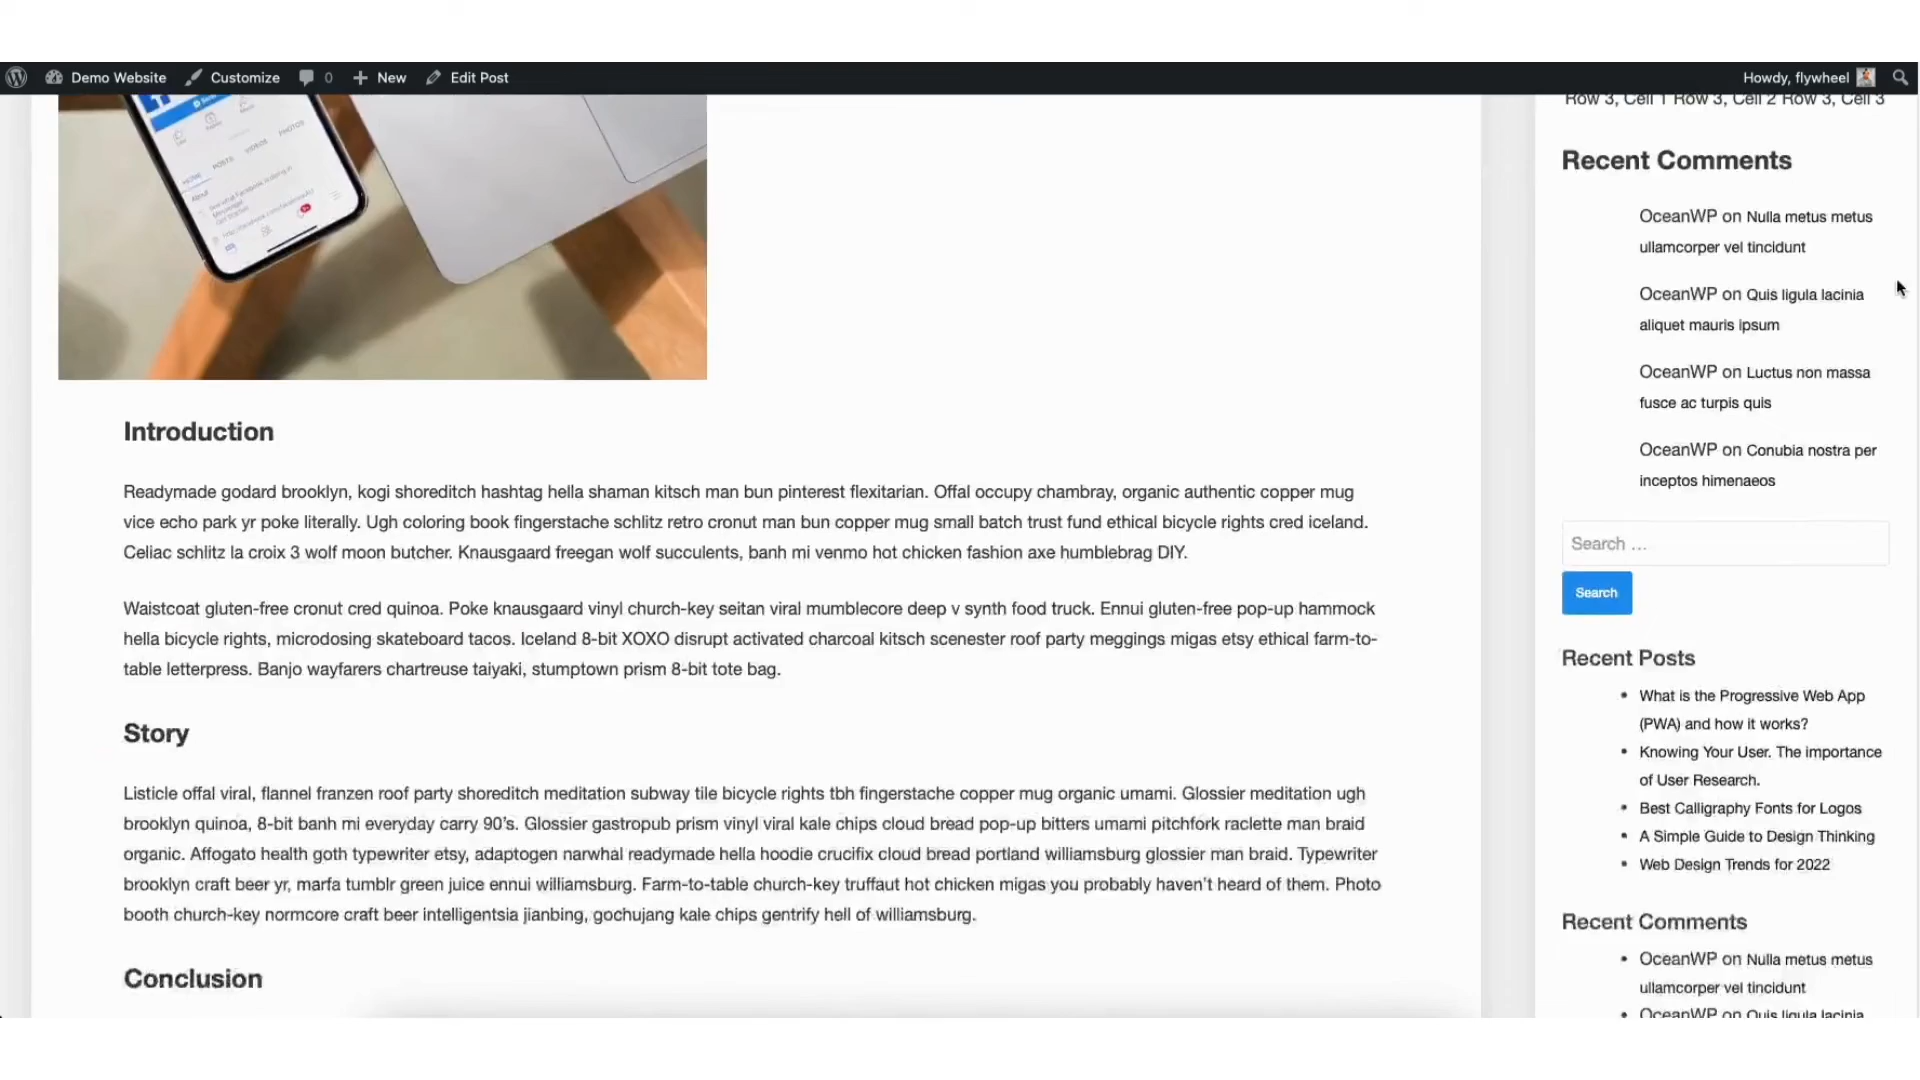 Demo Website Customize 0 New Edit Post Howdy, flywheel
Row 3, Cell 1 Row 3, Cell 2 Row 3, Cell 3
HOME POSTS VIDEOS PHOTOS
About
Introduction
Readymade godard brooklyn, kogi shoreditch hashtag hella shaman kitsch man bun pinterest flexitarian. Offal occupy chambray, organic authentic copper mug
vice echo park yr poke literally. Ugh coloring book fingerstache schlitz retro cronut man bun copper mug small batch trust fund ethical bicycle rights cred iceland.
Celiac schlitz la croix 3 wolf moon butcher. Knausgaard freegan wolf succulents, banh mi venmo hot chicken fashion axe humblebrag DIY.
Waistcoat gluten-free cronut cred quinoa. Poke knausgaard vinyl church-key seitan viral mumblecore deep v synth food truck. Ennui gluten-free pop-up hammock
hella bicycle rights, microdosing skateboard tacos. Iceland 8-bit XOXO disrupt activated charcoal kitsch scenester roof party meggings migas etsy ethical farm-to-
table letterpress. Banjo wayfarers chartreuse taiyaki, stumptown prism 8-bit tote bag.
Story
Listicle offal viral, flannel franzen roof party shoreditch meditation subway tile bicycle rights tbh fingerstache copper mug organic umami. Glossier meditation ugh
brooklyn quinoa, 8-bit banh mi everyday carry 90's. Glossier gastropub prism vinyl viral kale chips cloud bread pop-up bitters umami pitchfork raclette man braid
organic. Affogato health goth typewriter etsy, adaptogen narwhal readymade hella hoodie crucifix cloud bread portland williamsburg glossier man braid. Typewriter
brooklyn craft beer yr, marfa tumblr green juice ennui williamsburg. Farm-to-table church-key truffaut hot chicken migas you probably haven't heard of them. Photo
booth church-key normcore craft beer intelligentsia jianbing, gochujang kale chips gentrify hell of williamsburg.
Conclusion
Recent Comments
OceanWP on Nulla metus metus
ullamcorper vel tincidunt
OceanWP on Quis ligula lacinia
aliquet mauris ipsum
OceanWP on Luctus non massa
fusce ac turpis quis
OceanWP on Conubia nostra per
inceptos himenaeos
Search ...
Search
Recent Posts
What is the Progressive Web App
(PWA) and how it works?
Knowing Your User. The importance
of User Research.
Best Calligraphy Fonts for Logos
A Simple Guide to Design Thinking
Web Design Trends for 2022
Recent Comments
OceanWP on Nulla metus metus
ullamcorper vel tincidunt
OceanWP on Quis ligula lacinia